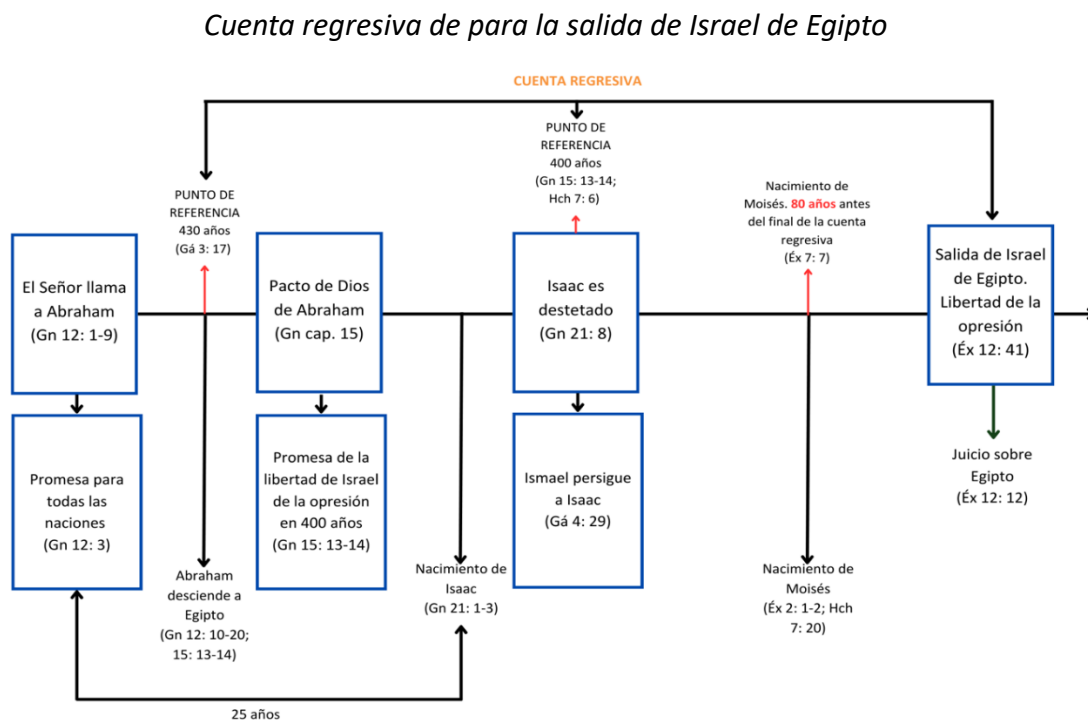 Cuenta regresiva de para la salida de Israel de Egipto
CUENTA REGRESIVA
PUNTO DE
REFERENCIA
430 años
(Gá 3: 17)
PUNTO DE
REFERENCIA
400 años
(Gn 15: 13-14;
Hch 7: 6)
Nacimiento de
Moisés. 80 años antes
del final de la cuenta
regresiva
(Éx 7: 7)
El Señor llama
a Abraham
(Gn 12: 1-9)
Pacto de Dios
de Abraham
(Gn cap. 15)
Isaac es
destetado
(Gn 21: 8)
Salida de Israel
de Egipto.
Libertad de la
opresión
(Éx 12: 41)
Promesa para
todas las
naciones
(Gn 12: 3)
Promesa de la
libertad de Israel
de la opresión
en 400 años
(Gn 15: 13-14)
Ismael persigue
a Isaac
(Gá 4: 29)
Juicio sobre
Egipto
(Éx 12: 12)
Abraham
desciende a
Egipto
(Gn 12: 10-20;
15: 13-14)
Nacimiento de
Isaac
(Gn 21: 1-3)
Nacimiento de
Moisés
(Éx 2: 1-2; Hch
7: 20)
25 años